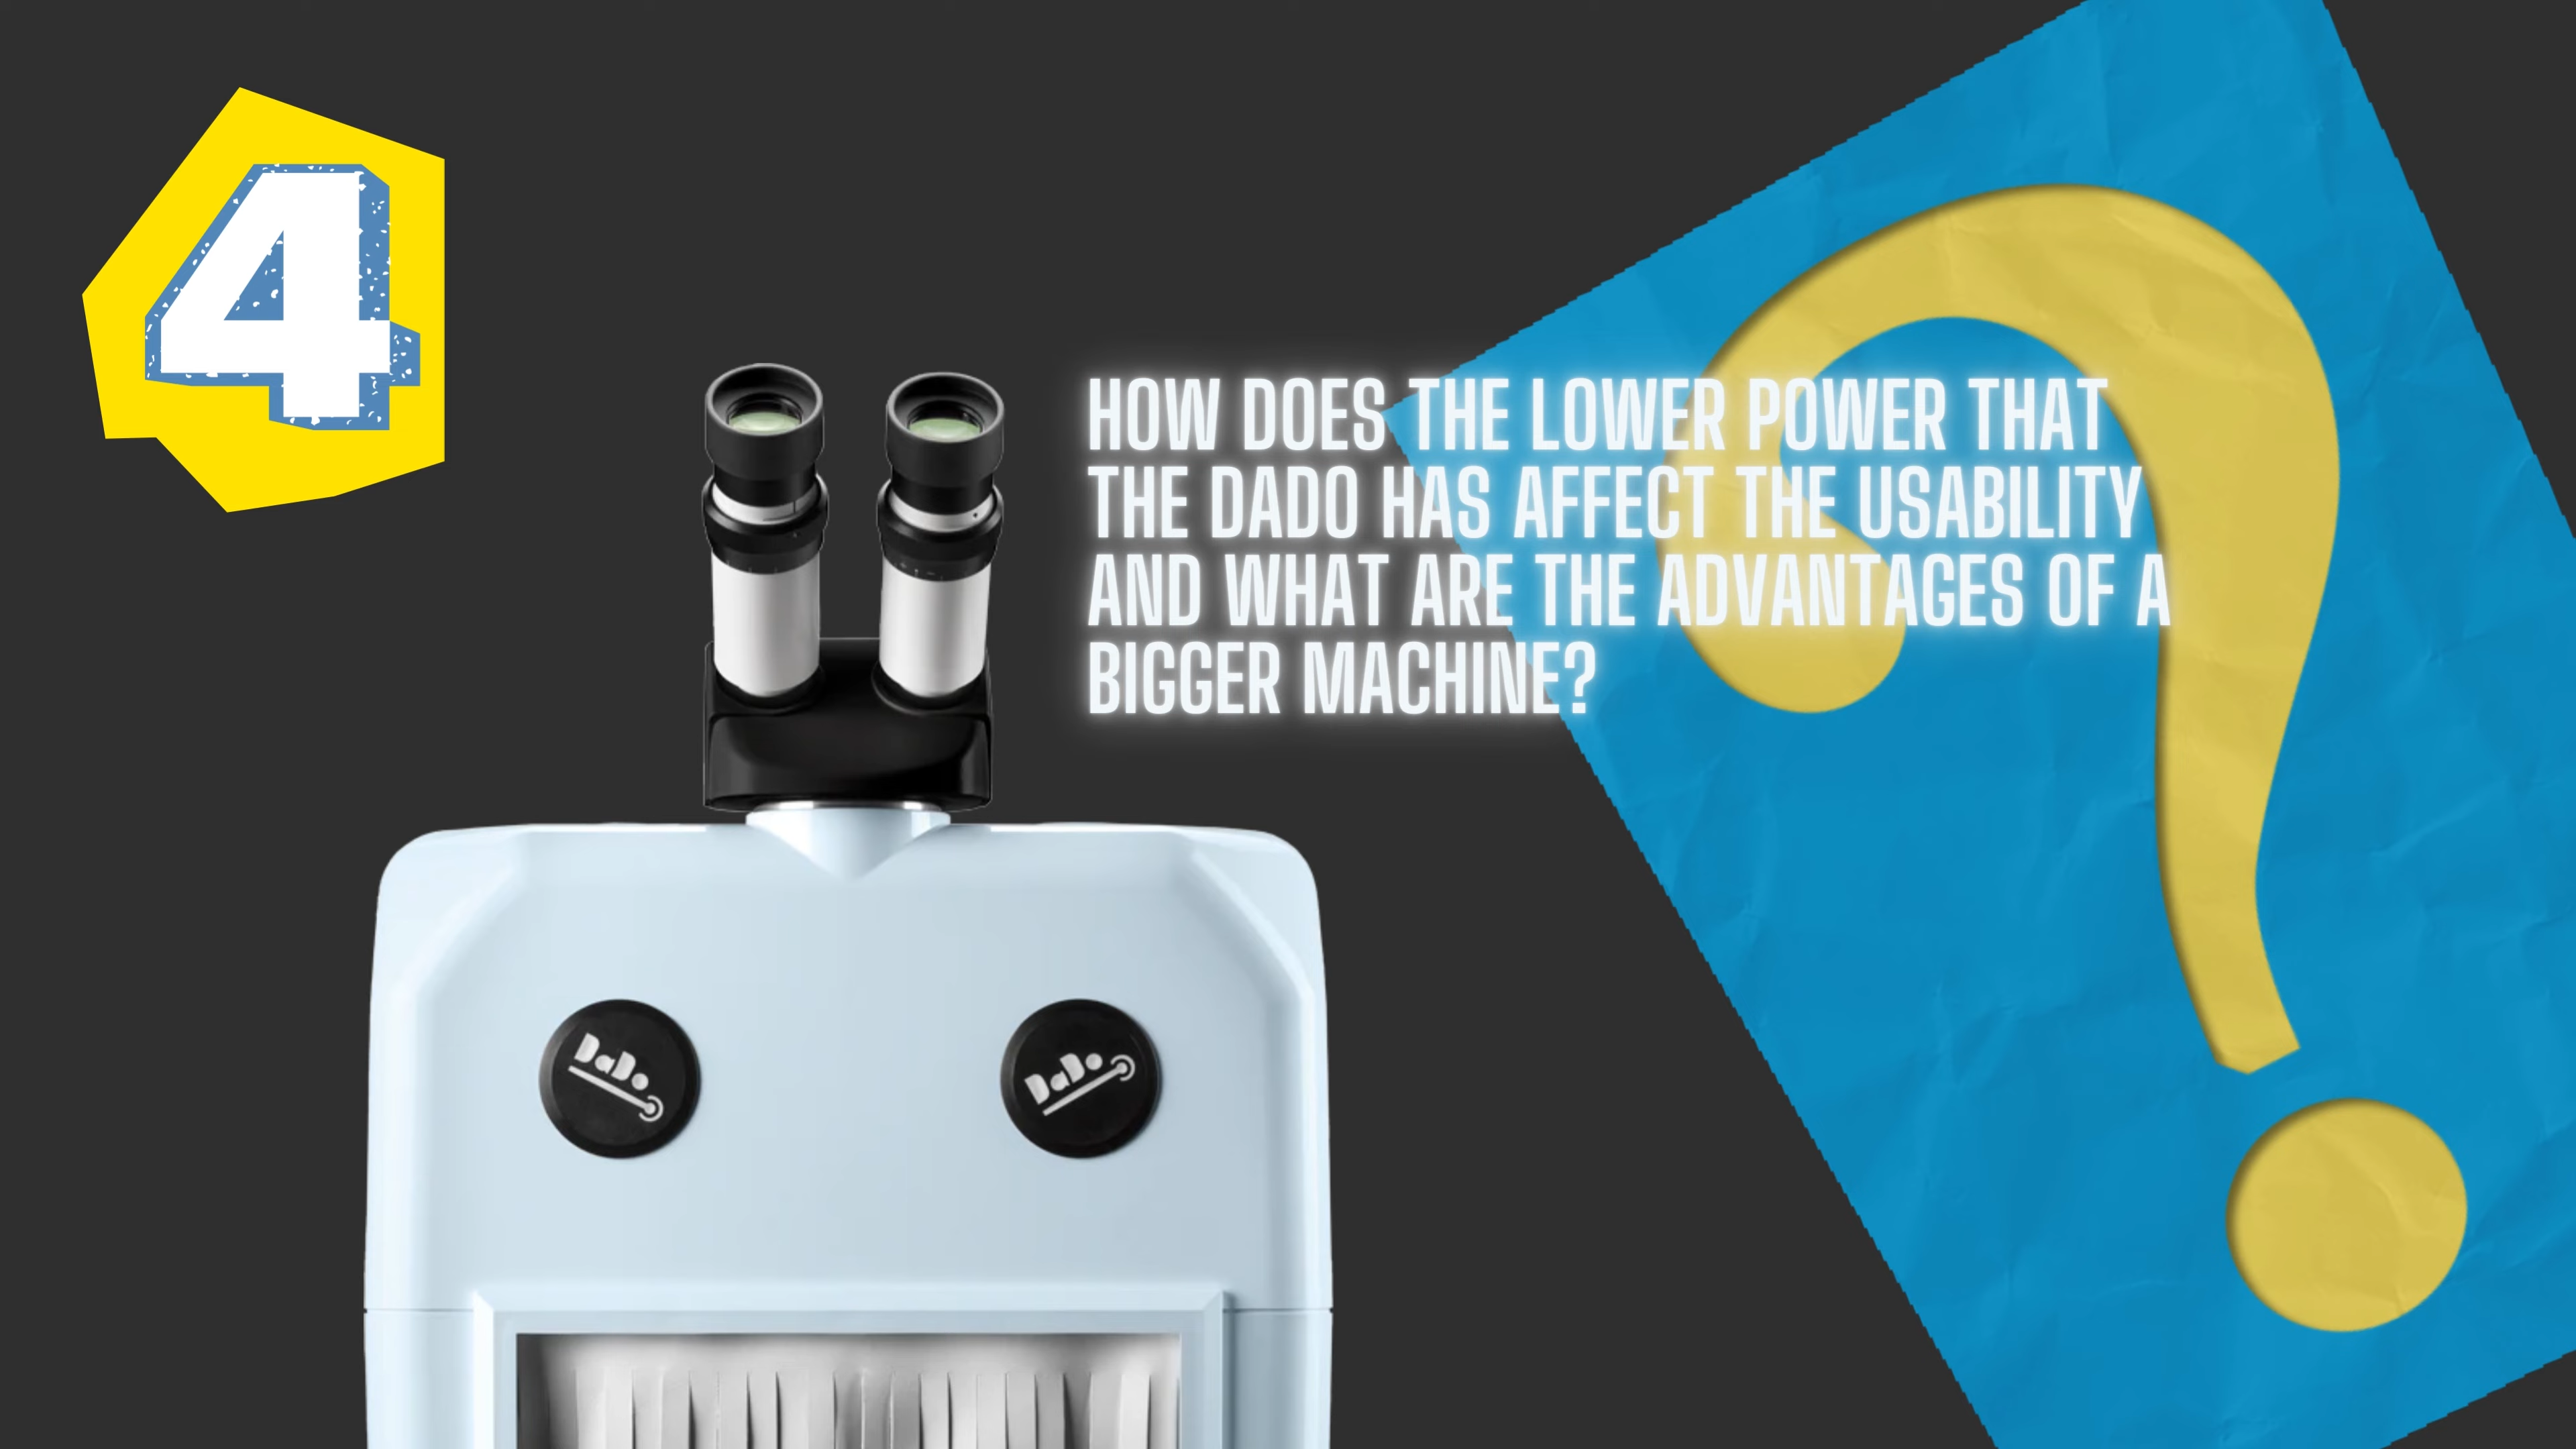 4
HOW DOES THE LOWER POWER THAT
THE DADO HAS AFFECT THE USABILITY
AND WHAT ARE THE ADVANTAGES OF A
BIGGER MACHINE?
?
DaDo
DaDo